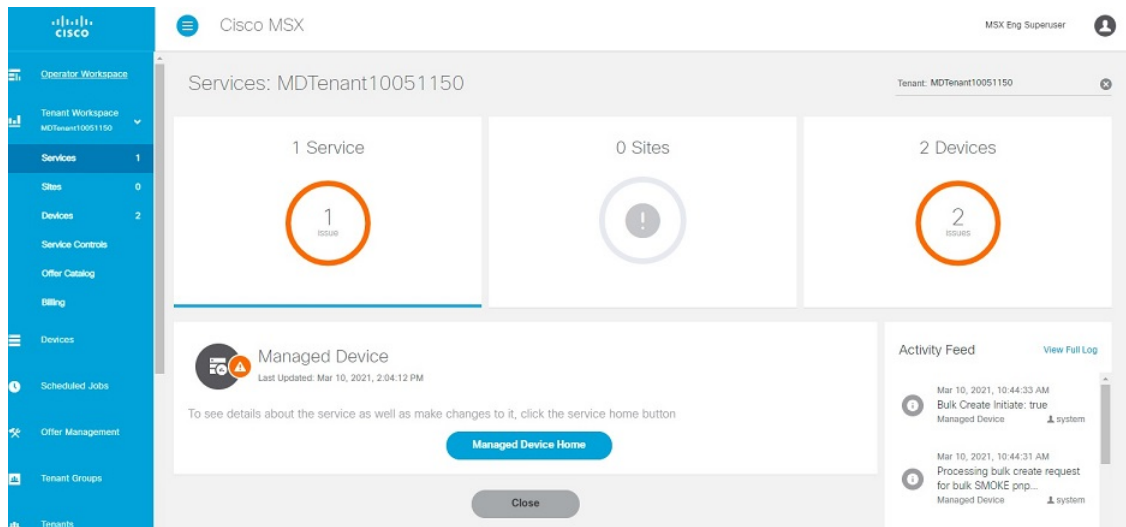 CISCO
Cisco MSX
MSX Eng Superuser
Operator Workspace
Tenant Workspace
MDTenant10051150
Services 1
Sites 0
Devices 2
Service Controls
Offer Catalog
Billing
Devices
Scheduled Jobs
Offer Management
Tenant Groups
Tenants
Services: MDTenant10051150
Tenant: MDTenant10051150
1 Service
1
Issue
0 Sites
2 Devices
2
Issues
Managed Device
Last Updated: Mar 10, 2021, 2:04:12 PM
To see details about the service as well as make changes to it, click the service home button
Managed Device Home
Close
Activity Feed
View Full Log
Mar 10, 2021, 10:44:33 AM
Bulk Create Initiate: true
Managed Device system
Mar 10, 2021, 10:44:31 AM
Processing bulk create request
for bulk SMOKE pnp...
Managed Device system